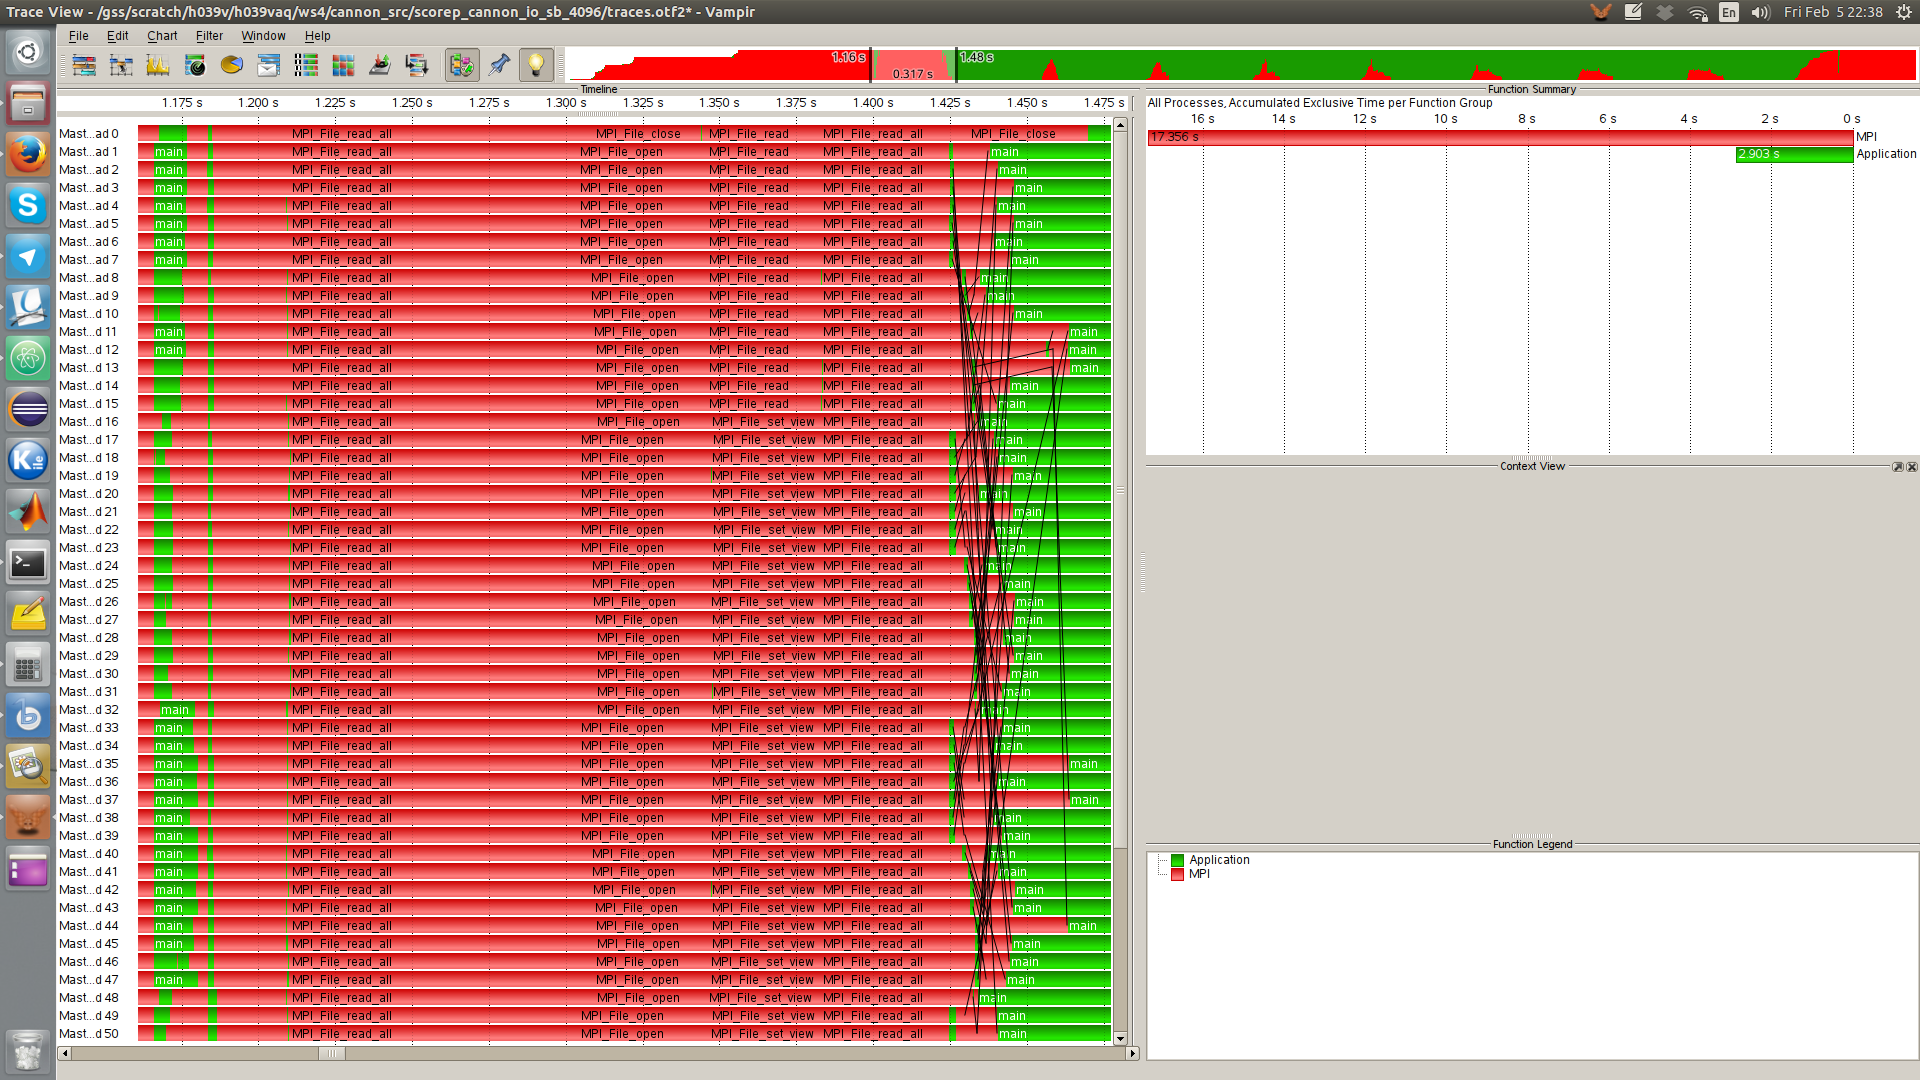 Trace View - /gss/scratch/h039v/h039vaq/ws4/cannon_src/scorep_cannon_io_sb_4096/traces.otf2* - Vampir
En
Fri Feb 5 22:38
File Edit Chart Filter Window Help
1.16 s 1.48 s
0.317 s
Timeline
1.175 s 1.200 s 1.225 s 1.250 s 1.275 s 1.300 s 1.325 s 1.350 s 1.375 s 1.400 s 1.425 s 1.450 s 1.475 s
Mast...ad 0 MPI_File_read_all MPI_File_close MPI_File_read MPI_File_read_all MPI_File_close
Mast...ad 1 main MPI_File_read_all MPI_File_open MPI_File_read MPI_File_read_all main
Mast...ad 2 main MPI_File_read_all MPI_File_open MPI_File_read MPI_File_read_all main
Mast...ad 3 main MPI_File_read_all MPI_File_open MPI_File_read MPI_File_read_all main
Mast...ad 4 main MPI_File_read_all MPI_File_open MPI_File_read MPI_File_read_all main
Mast...ad 5 main MPI_File_read_all MPI_File_open MPI_File_read MPI_File_read_all main
Mast...ad 6 main MPI_File_read_all MPI_File_open MPI_File_read MPI_File_read_all main
Mast...ad 7 main MPI_File_read_all MPI_File_open MPI_File_read MPI_File_read_all main
Mast...ad 8 MPI_File_read_all MPI_File_open MPI_File_read MPI_File_read_all main
Mast...ad 9 MPI_File_read_all MPI_File_open MPI_File_read MPI_File_read_all main
Mast...d 10 MPI_File_read_all MPI_File_open MPI_File_read MPI_File_read_all main
Mast...d 11 main MPI_File_read_all MPI_File_open MPI_File_read MPI_File_read_all main
Mast...d 12 main MPI_File_read_all MPI_File_open MPI_File_read MPI_File_read_all main
Mast...d 13 MPI_File_read_all MPI_File_open MPI_File_read MPI_File_read_all main
Mast...d 14 MPI_File_read_all MPI_File_open MPI_File_read MPI_File_read_all main
Mast...d 15 MPI_File_read_all MPI_File_open MPI_File_read MPI_File_read_all main
Mast...d 16 MPI_File_read_all MPI_File_open MPI_File_set_view MPI_File_read_all main
Mast...d 17 MPI_File_read_all MPI_File_open MPI_File_set_view MPI_File_read_all main
Mast...d 18 MPI_File_read_all MPI_File_open MPI_File_set_view MPI_File_read_all main
Mast...d 19 MPI_File_read_all MPI_File_open MPI_File_set_view MPI_File_read_all main
Mast...d 20 MPI_File_read_all MPI_File_open MPI_File_set_view MPI_File_read_all main
Mast...d 21 MPI_File_read_all MPI_File_open MPI_File_set_view MPI_File_read_all main
Mast...d 22 MPI_File_read_all MPI_File_open MPI_File_set_view MPI_File_read_all main
Mast...d 23 MPI_File_read_all MPI_File_open MPI_File_set_view MPI_File_read_all main
Mast...d 24 MPI_File_read_all MPI_File_open MPI_File_set_view MPI_File_read_all main
Mast...d 25 MPI_File_read_all MPI_File_open MPI_File_set_view MPI_File_read_all main
Mast...d 26 MPI_File_read_all MPI_File_open MPI_File_set_view MPI_File_read_all main
Mast...d 27 MPI_File_read_all MPI_File_open MPI_File_set_view MPI_File_read_all main
Mast...d 28 MPI_File_read_all MPI_File_open MPI_File_set_view MPI_File_read_all main
Mast...d 29 MPI_File_read_all MPI_File_open MPI_File_set_view MPI_File_read_all main
Mast...d 30 MPI_File_read_all MPI_File_open MPI_File_set_view MPI_File_read_all main
Mast...d 31 MPI_File_read_all MPI_File_open MPI_File_set_view MPI_File_read_all main
Mast...d 32 main MPI_File_read_all MPI_File_open MPI_File_set_view MPI_File_read_all main
Mast...d 33 main MPI_File_read_all MPI_File_open MPI_File_set_view MPI_File_read_all main
Mast...d 34 main MPI_File_read_all MPI_File_open MPI_File_set_view MPI_File_read_all main
Mast...d 35 main MPI_File_read_all MPI_File_open MPI_File_set_view MPI_File_read_all main
Mast...d 36 main MPI_File_read_all MPI_File_open MPI_File_set_view MPI_File_read_all main
Mast...d 37 main MPI_File_read_all MPI_File_open MPI_File_set_view MPI_File_read_all main
Mast...d 38 main MPI_File_read_all MPI_File_open MPI_File_set_view MPI_File_read_all main
Mast...d 39 main MPI_File_read_all MPI_File_open MPI_File_set_view MPI_File_read_all main
Mast...d 40 main MPI_File_read_all MPI_File_open MPI_File_set_view MPI_File_read_all main
Mast...d 41 main MPI_File_read_all MPI_File_open MPI_File_set_view MPI_File_read_all main
Mast...d 42 main MPI_File_read_all MPI_File_open MPI_File_set_view MPI_File_read_all main
Mast...d 43 main MPI_File_read_all MPI_File_open MPI_File_set_view MPI_File_read_all main
Mast...d 44 main MPI_File_read_all MPI_File_open MPI_File_set_view MPI_File_read_all main
Mast...d 45 main MPI_File_read_all MPI_File_open MPI_File_set_view MPI_File_read_all main
Mast...d 46 MPI_File_read_all MPI_File_open MPI_File_set_view MPI_File_read_all main
Mast...d 47 main MPI_File_read_all MPI_File_open MPI_File_set_view MPI_File_read_all main
Mast...d 48 MPI_File_read_all MPI_File_open MPI_File_set_view MPI_File_read_all main
Mast...d 49 MPI_File_read_all MPI_File_open MPI_File_set_view MPI_File_read_all main
Mast...d 50 MPI_File_read_all MPI_File_open MPI_File_set_view MPI_File_read_all main
Function Summary
All Processes, Accumulated Exclusive Time per Function Group
16 s 14 s 12 s 10 s 8 s 6 s 4 s 2 s 0 s
17.356 s MPI
2.903 s Application
Context View
Function Legend
Application
MPI